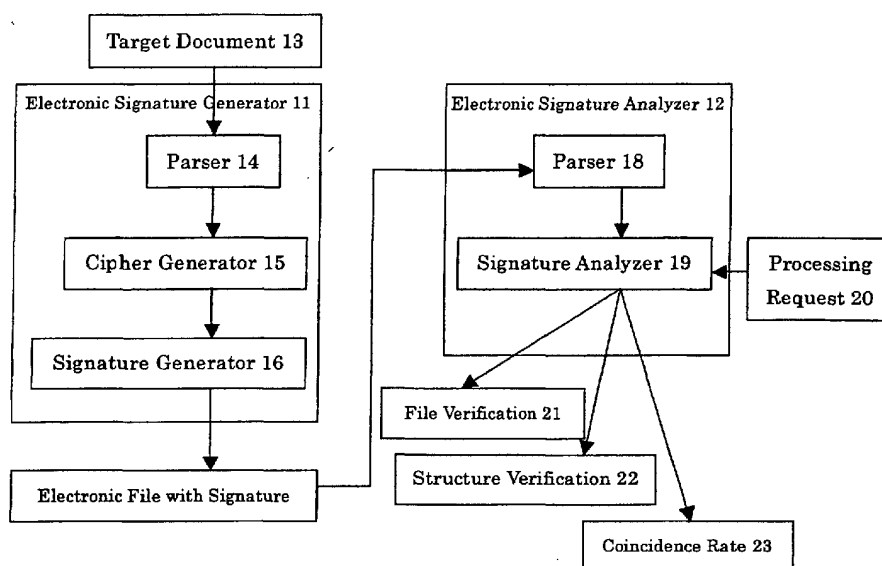 Target Document 13
Electronic Signature Generator 11
Parser 14
Cipher Generator 15
Signature Generator 16
Electronic File with Signature
Electronic Signature Analyzer 12
Parser 18
Signature Analyzer 19
Processing
Request 20
File Verification 21
Structure Verification 22
Coincidence Rate 23